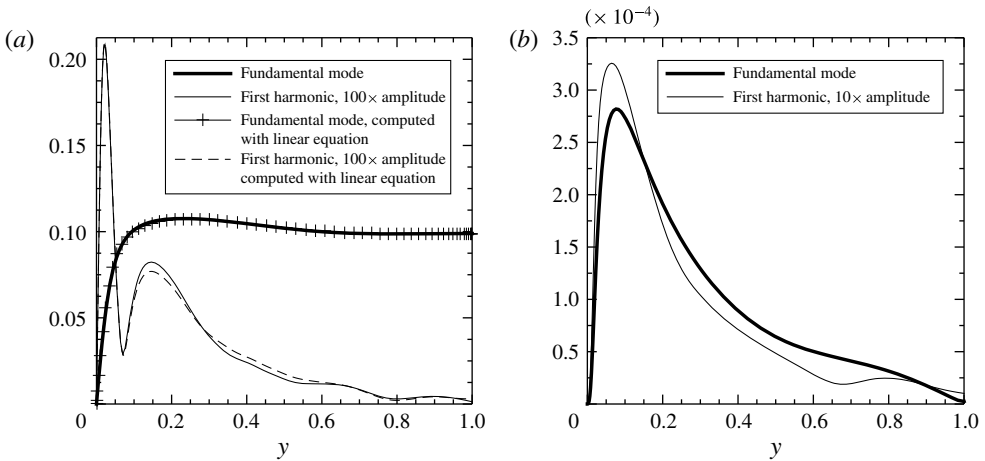 (a)
0.20
0.15
0.10
0.05
0
0.2
0.4
0.6
0.8
1.0
y
Fundamental mode
First harmonic, 100× amplitude
Fundamental mode, computed
with linear equation
First harmonic, 100× amplitude
computed with linear equation
(b)
(× 10⁻⁴)
3.5
3.0
2.5
2.0
1.5
1.0
0.5
0
0.2
0.4
0.6
0.8
1.0
y
Fundamental mode
First harmonic, 10× amplitude